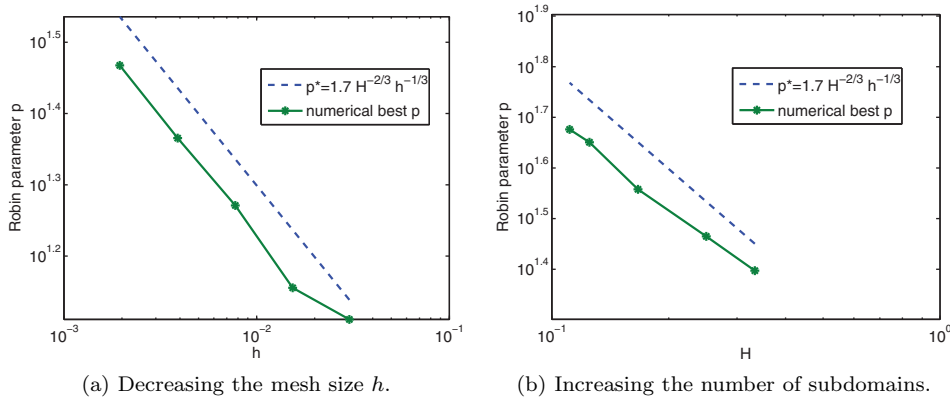 10^1.5
10^1.4
10^1.3
10^1.2
Robin parameter p
p*=1.7 H^-2/3 h^-1/3
numerical best p
10^-3
10^-2
10^-1
h
(a) Decreasing the mesh size h.
10^1.9
10^1.8
10^1.7
10^1.6
10^1.5
10^1.4
Robin parameter p
p*=1.7 H^-2/3 h^-1/3
numerical best p
10^-1
10^0
H
(b) Increasing the number of subdomains.